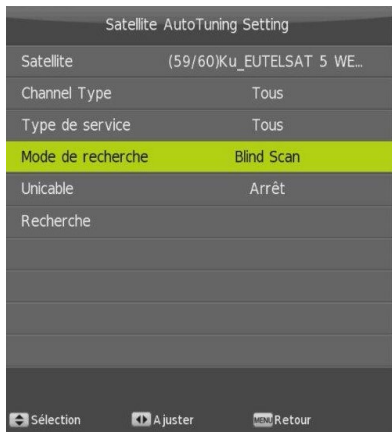 Satellite AutoTuning Setting
Satellite (59/60)Ku_EUTELSAT 5 WE...
Channel Type Tous
Type de service Tous
Mode de recherche Blind Scan
Unicable Arrêt
Recherche
Sélection Ajuster MENU Retour